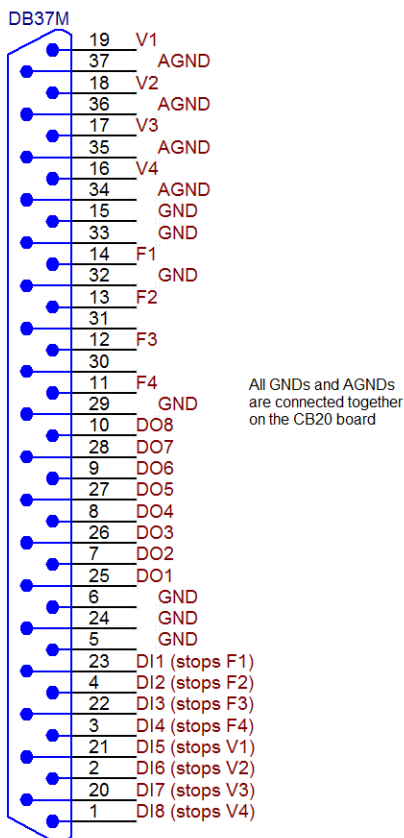 DB37M
19 V1
37 AGND
18 V2
36 AGND
17 V3
35 AGND
16 V4
34 AGND
15 GND
33 GND
14 F1
32 GND
13 F2
31
12 F3
30
11 F4
29 GND
10 DO8
28 DO7
9 DO6
27 DO5
8 DO4
26 DO3
7 DO2
25 DO1
6 GND
24 GND
5 GND
23 DI1 (stops F1)
4 DI2 (stops F2)
22 DI3 (stops F3)
3 DI4 (stops F4)
21 DI5 (stops V1)
2 DI6 (stops V2)
20 DI7 (stops V3)
1 DI8 (stops V4)
All GNDs and AGNDs
are connected together
on the CB20 board